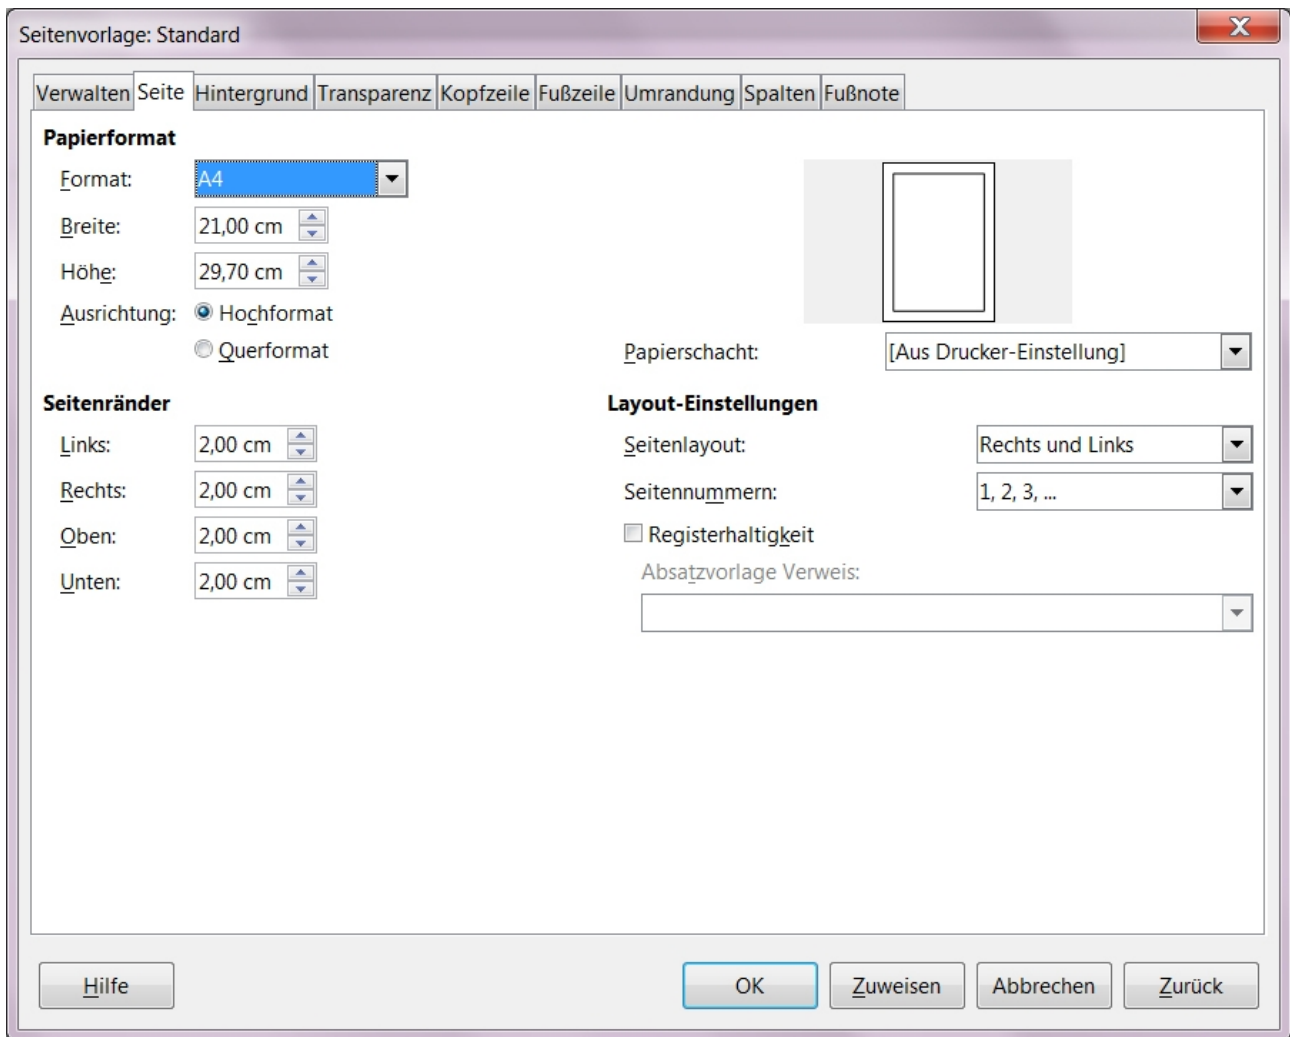 Seitenvorlage: Standard
Verwalten Seite Hintergrund Transparenz Kopfzeile Fußzeile Umrandung Spalten Fußnote
Papierformat
Format: A4
Breite: 21,00 cm
Höhe: 29,70 cm
Ausrichtung: Hochformat
Querformat
Papierschacht: [Aus Drucker-Einstellung]
Seitenränder
Links: 2,00 cm
Rechts: 2,00 cm
Oben: 2,00 cm
Unten: 2,00 cm
Layout-Einstellungen
Seitenlayout: Rechts und Links
Seitennummern: 1, 2, 3, ...
Registerhaltigkeit
Absatzvorlage Verweis:
Hilfe OK Zuweisen Abbrechen Zurück